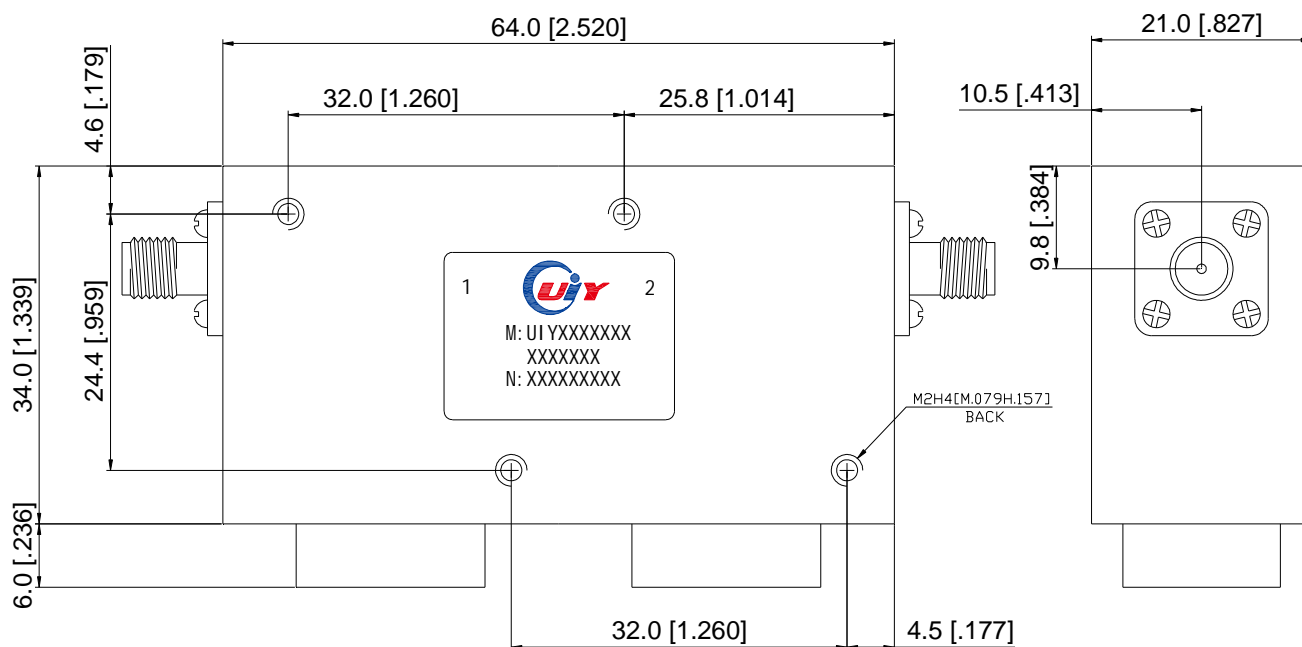 64.0 [2.520]
21.0 [.827]
32.0 [1.260]
25.8 [1.014]
10.5 [.413]
4.6 [.179]
9.8 [.384]
34.0 [1.339]
24.4 [.959]
6.0 [.236]
1
UiY
2
M: UIYXXXXXXX
XXXXXXX
N: XXXXXXXXX
M2H4[M.079H.157]
BACK
32.0 [1.260]
4.5 [.177]